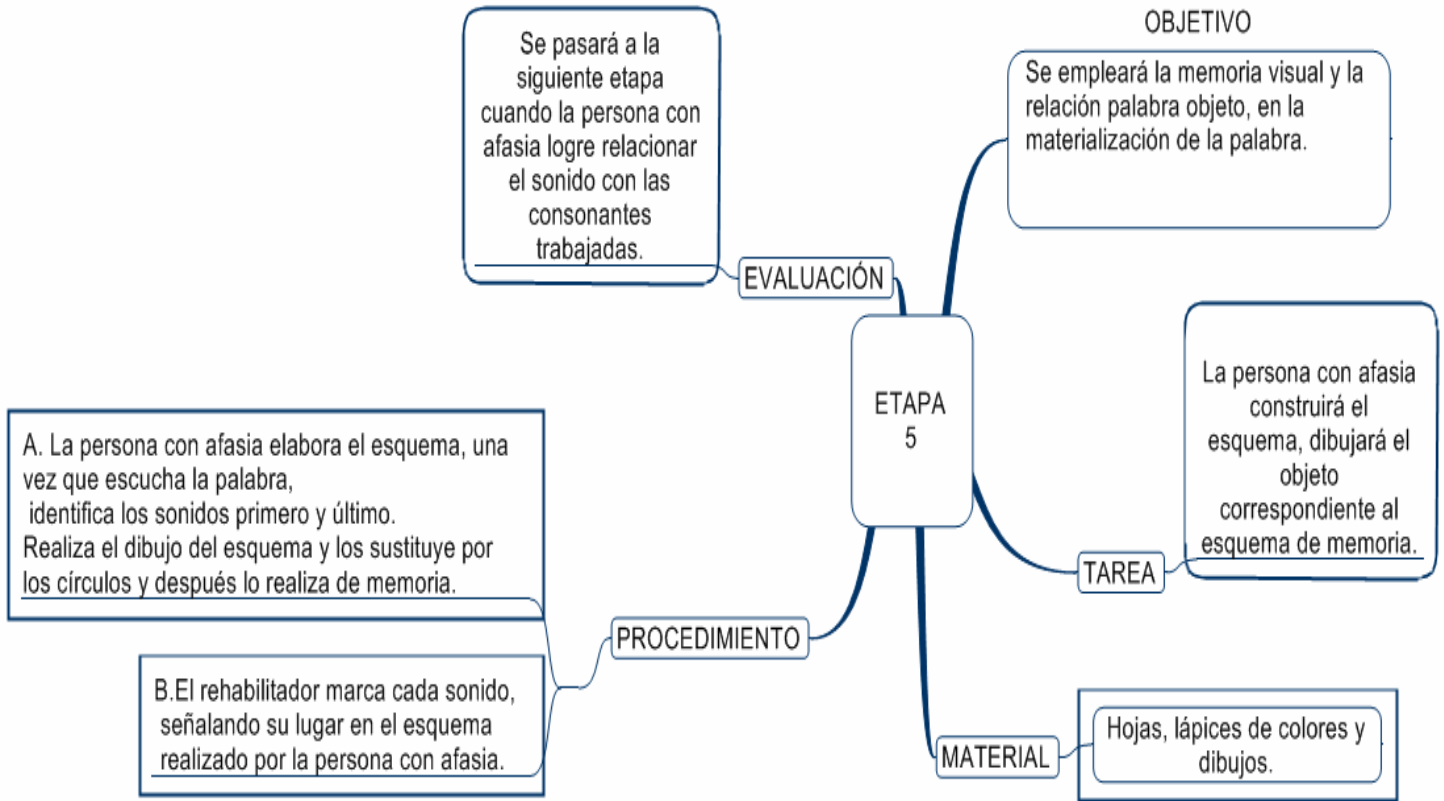 OBJETIVO
Se empleará la memoria visual y la
relación palabra objeto, en la
materialización de la palabra.
Se pasará a la
siguiente etapa
cuando la persona con
afasia logre relacionar
el sonido con las
consonantes
trabajadas.
EVALUACIÓN
ETAPA
5
La persona con afasia
construirá el
esquema, dibujará el
objeto
correspondiente al
esquema de memoria.
TAREA
A. La persona con afasia elabora el esquema, una
vez que escucha la palabra,
identifica los sonidos primero y último.
Realiza el dibujo del esquema y los sustituye por
los círculos y después lo realiza de memoria.
PROCEDIMIENTO
B.El rehabilitador marca cada sonido,
señalando su lugar en el esquema
realizado por la persona con afasia.
MATERIAL
Hojas, lápices de colores y
dibujos.